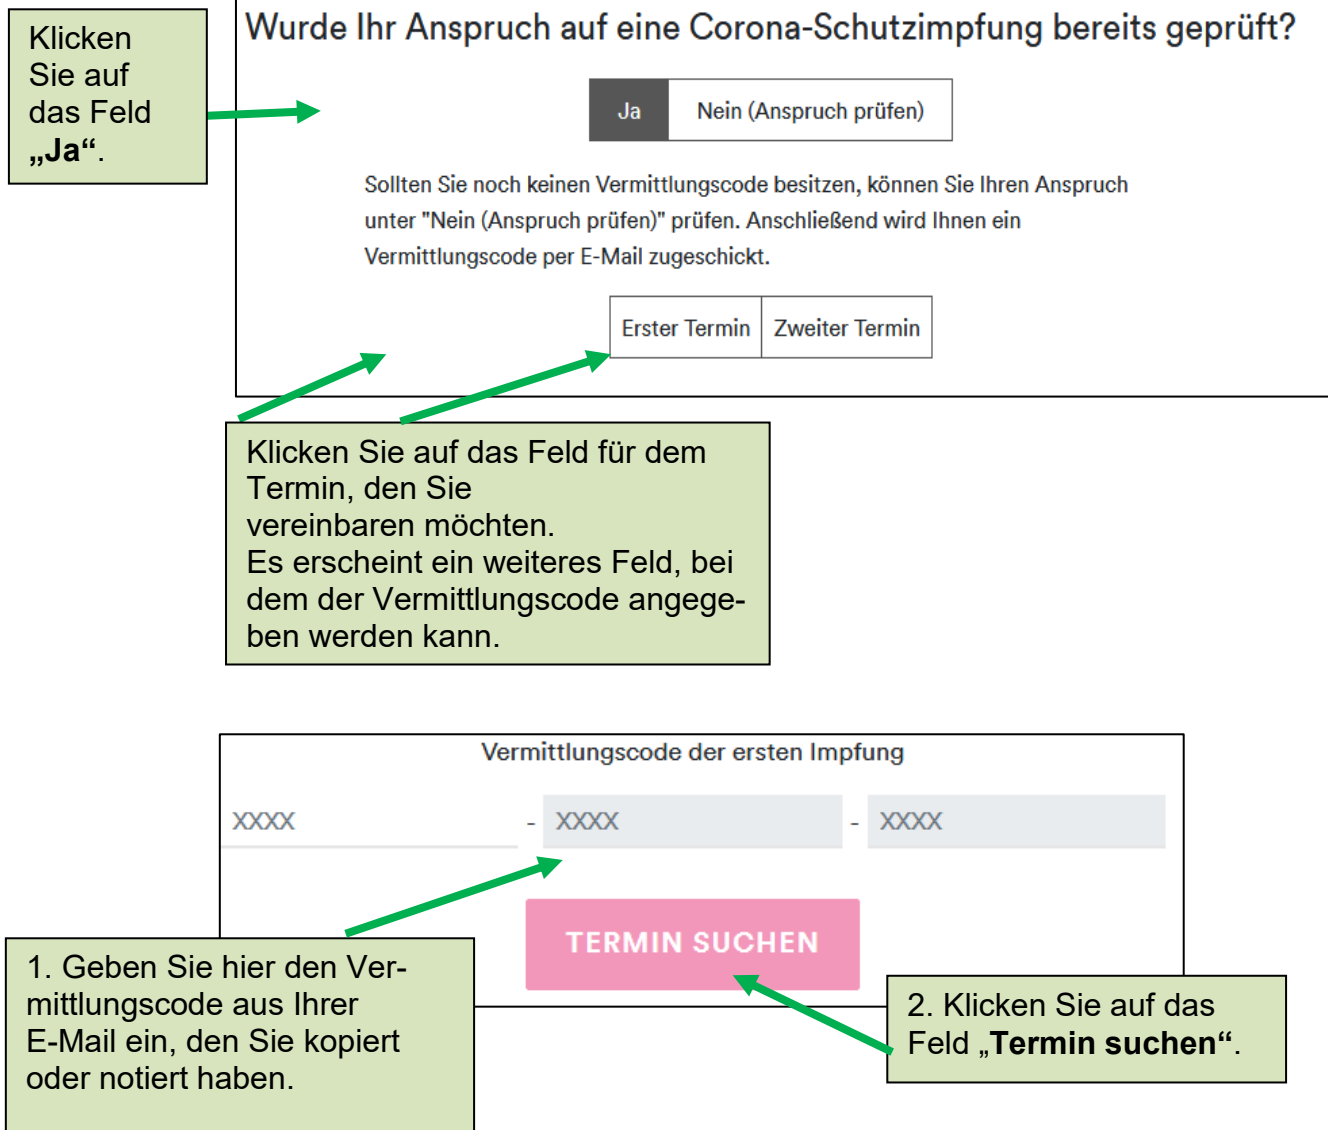 Wurde Ihr Anspruch auf eine Corona-Schutzimpfung bereits geprüft?
Klicken
Sie auf
das Feld
„Ja“.
Ja
Nein (Anspruch prüfen)
Sollten Sie noch keinen Vermittlungscode besitzen, können Sie Ihren Anspruch
unter "Nein (Anspruch prüfen)" prüfen. Anschließend wird Ihnen ein
Vermittlungscode per E-Mail zugeschickt.
Erster Termin
Zweiter Termin
Klicken Sie auf das Feld für dem
Termin, den Sie
vereinbaren möchten.
Es erscheint ein weiteres Feld, bei
dem der Vermittlungscode angege-
ben werden kann.
Vermittlungscode der ersten Impfung
XXXX - XXXX - XXXX
TERMIN SUCHEN
1. Geben Sie hier den Ver-
mittlungscode aus Ihrer
E-Mail ein, den Sie kopiert
oder notiert haben.
2. Klicken Sie auf das
Feld „Termin suchen“.